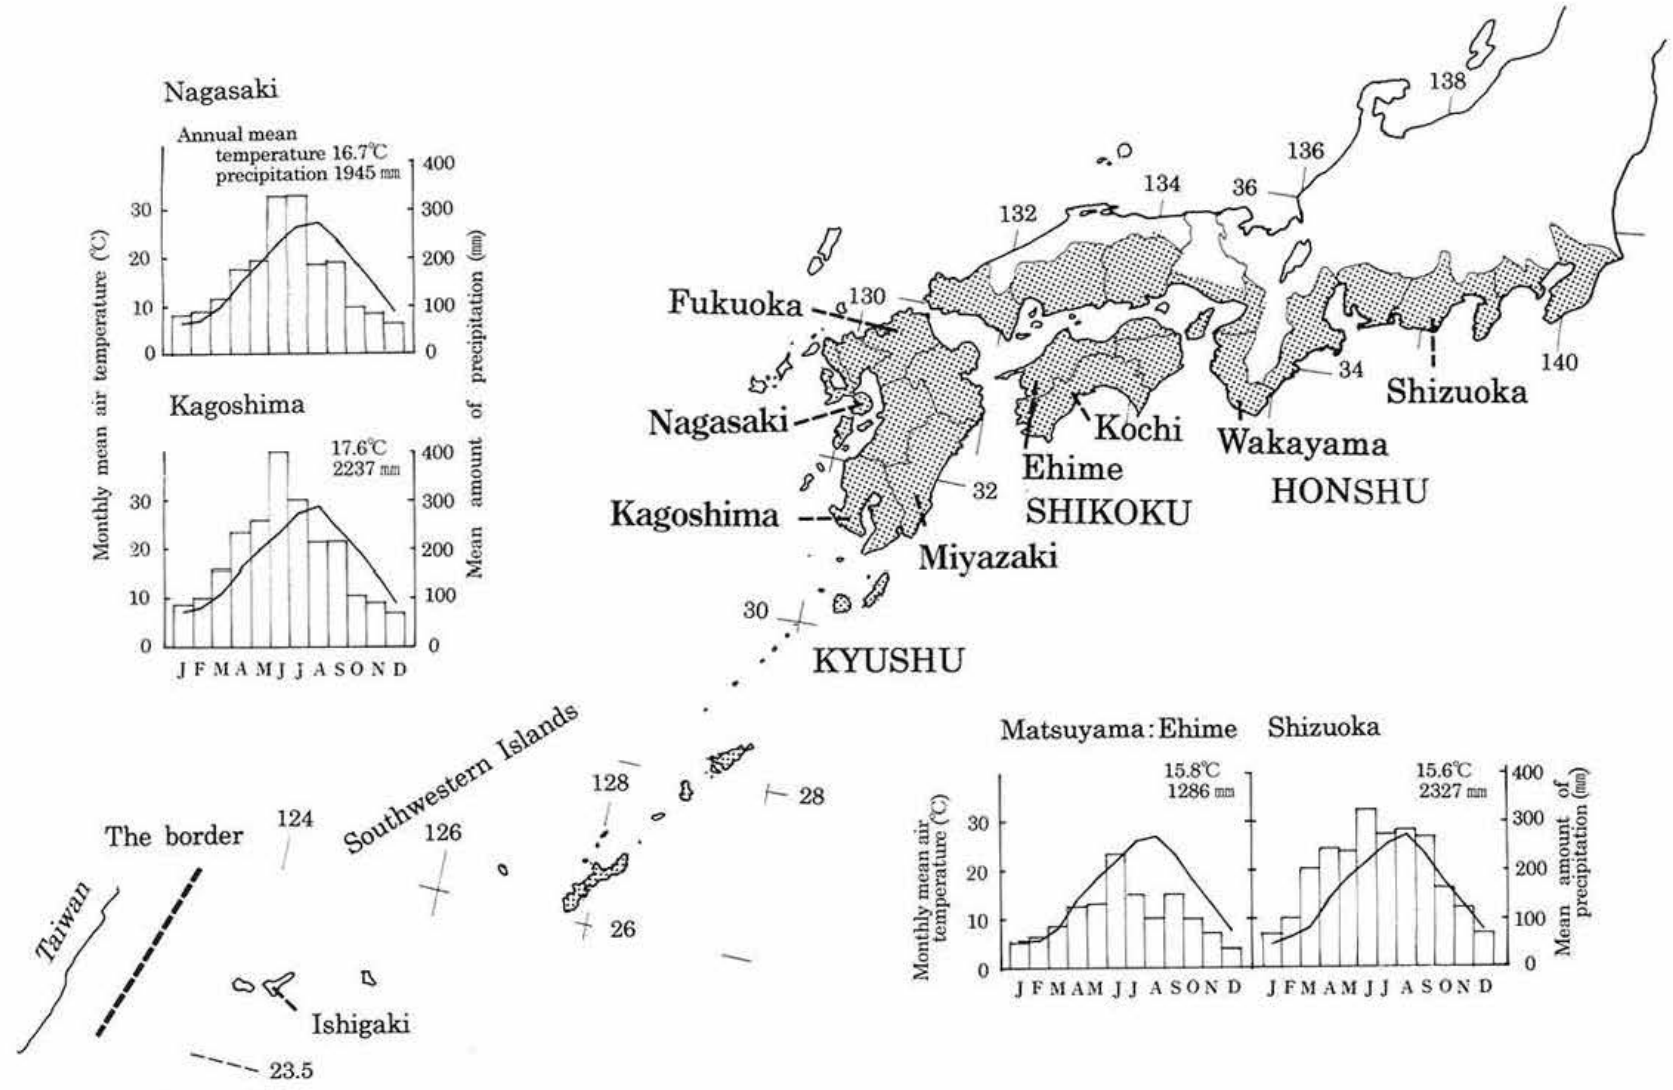 Nagasaki
Annual mean
temperature 16.7℃
precipitation 1945 mm
400
300
200
100
0
30
20
10
0
Kagoshima
17.6℃
2237 mm
400
300
200
100
0
30
20
10
0
J F M A M J J A S O N D
Monthly mean air temperature (℃)
Mean amount of precipitation (mm)
138
136
36
134
132
130
Fukuoka
Nagasaki
Kagoshima
Miyazaki
32
Ehime
Kochi
SHIKOKU
Wakayama
34
HONSHU
Shizuoka
140
30
KYUSHU
Southwestern Islands
128
28
126
124
26
The border
Taiwan
Ishigaki
23.5
Matsuyama:Ehime
15.8℃
1286 mm
30
20
10
0
J F M A M J J A S O N D
Monthly mean air
temperature (℃)
Shizuoka
15.6℃
2327 mm
400
300
200
100
0
J F M A M J J A S O N D
Mean amount of
precipitation (mm)